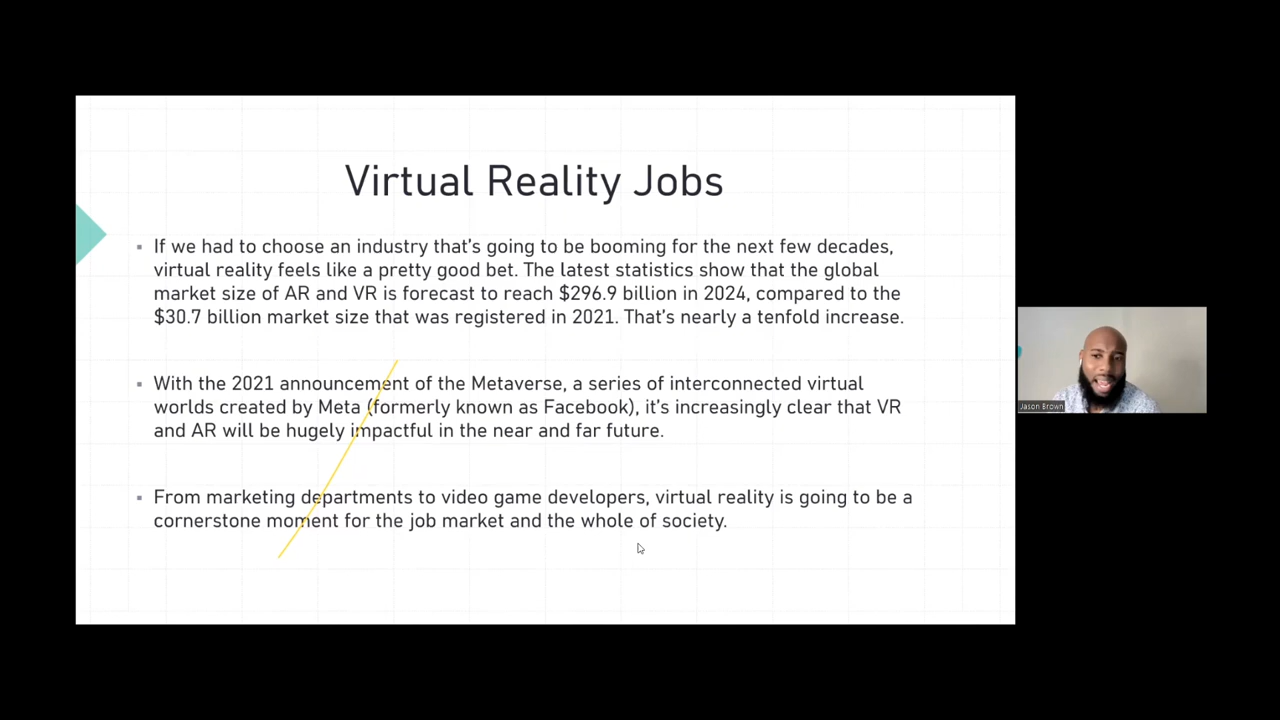 Virtual Reality Jobs
If we had to choose an industry that's going to be booming for the next few decades,
virtual reality feels like a pretty good bet. The latest statistics show that the global
market size of AR and VR is forecast to reach $296.9 billion in 2024, compared to the
$30.7 billion market size that was registered in 2021. That's nearly a tenfold increase.
With the 2021 announcement of the Metaverse, a series of interconnected virtual
worlds created by Meta (formerly known as Facebook), it's increasingly clear that VR
and AR will be hugely impactful in the near and far future.
From marketing departments to video game developers, virtual reality is going to be a
cornerstone moment for the job market and the whole of society.
Jason Brown